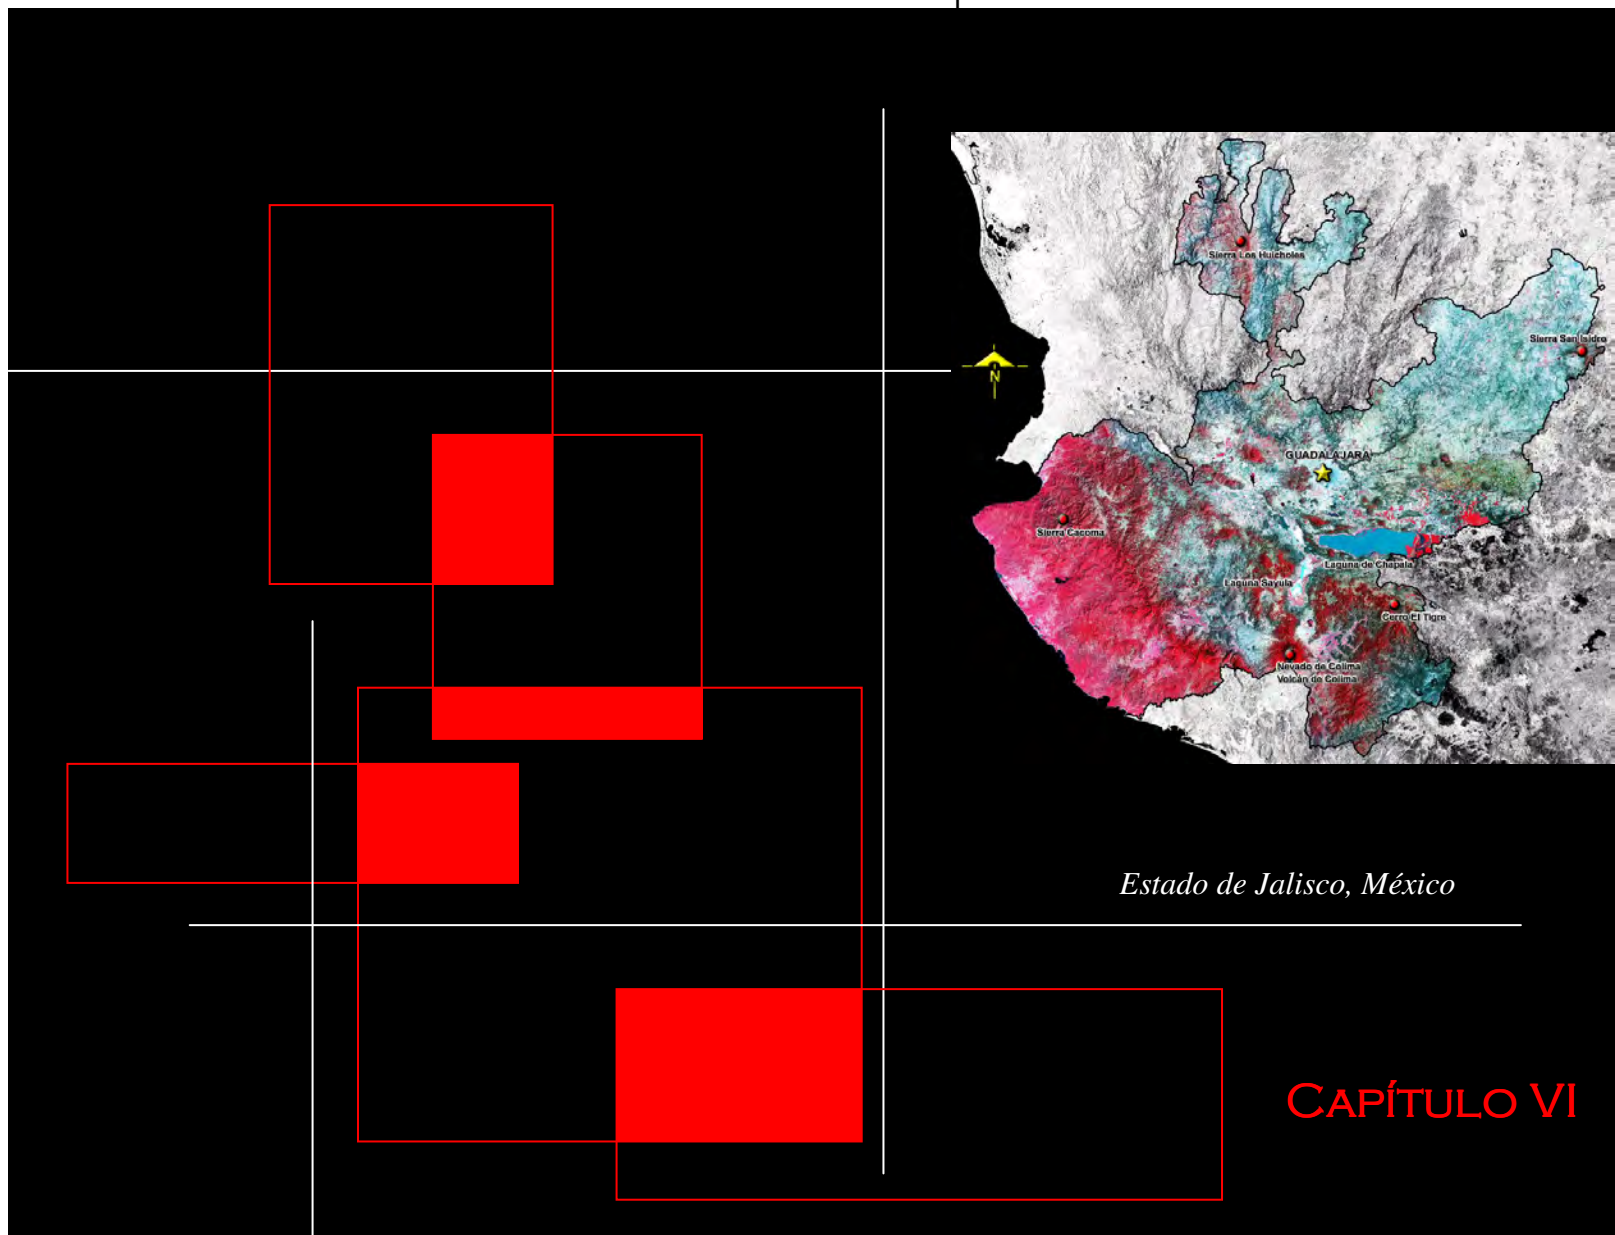 Sierra Los Huicholes
Sierra San Isidro
N
GUADALAJARA
Sierra Cacoma
Laguna de Chapala
Laguna Sayula
Cerro El Tigre
Nevado de Colima
Volcán de Colima
Estado de Jalisco, México
CAPÍTULO VI